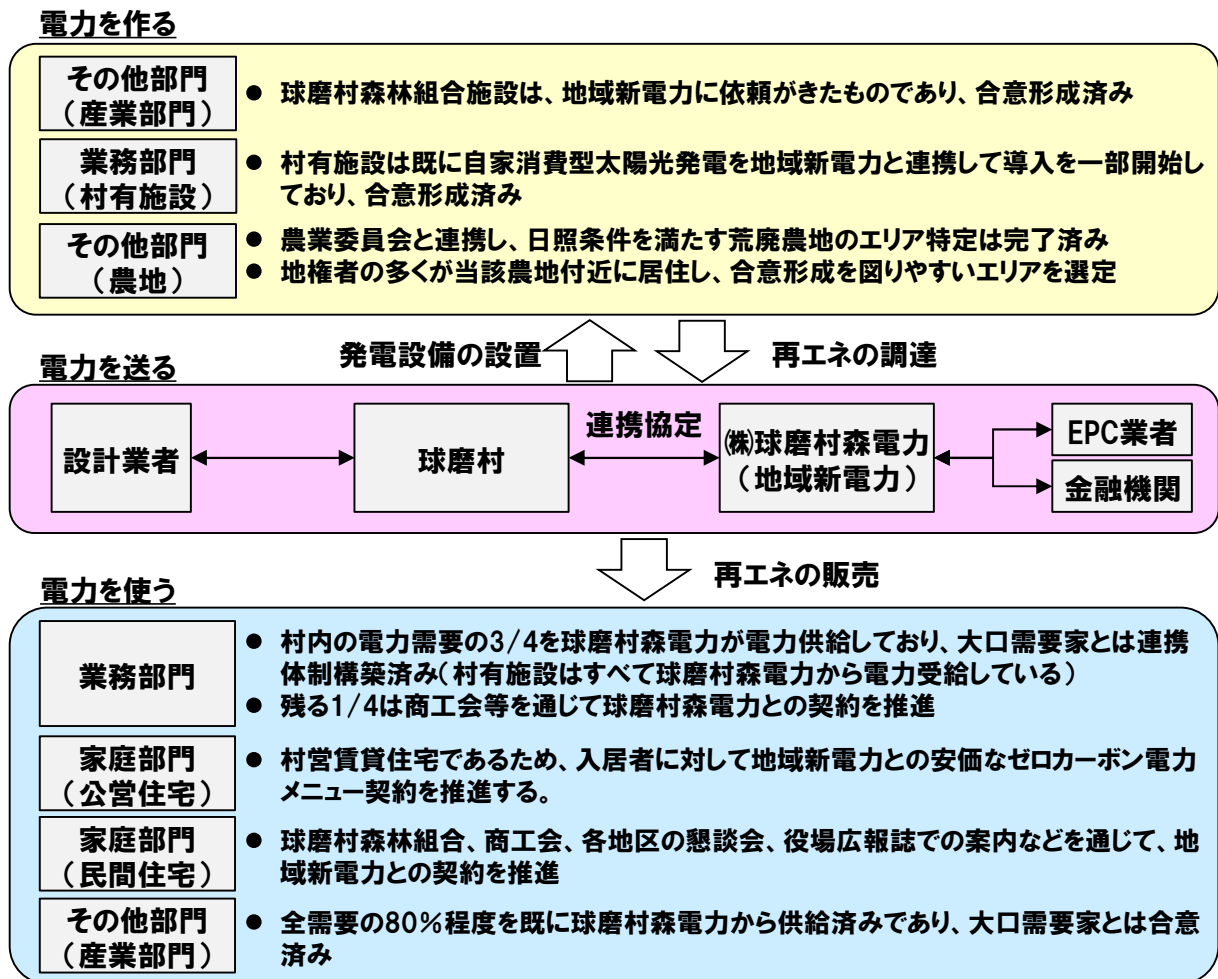 電力を作る
その他部門
（産業部門）
● 球磨村森林組合施設は、地域新電力に依頼がきたものであり、合意形成済み
業務部門
（村有施設）
● 村有施設は既に自家消費型太陽光発電を地域新電力と連携して導入を一部開始し
ており、合意形成済み
その他部門
（農地）
● 農業委員会と連携し、日照条件を満たす荒廃農地のエリア特定は完了済み
● 地権者の多くが当該農地付近に居住し、合意形成を図りやすいエリアを選定
発電設備の設置
再エネの調達
電力を送る
設計業者
球磨村
連携協定
㈱球磨村森電力
（地域新電力）
EPC業者
金融機関
再エネの販売
電力を使う
業務部門
● 村内の電力需要の3/4を球磨村森電力が電力供給しており、大口需要家とは連携
体制構築済み（村有施設はすべて球磨村森電力から電力受給している）
● 残る1/4は商工会等を通じて球磨村森電力との契約を推進
家庭部門
（公営住宅）
● 村営賃貸住宅であるため、入居者に対して地域新電力との安価なゼロカーボン電力
メニュー契約を推進する。
家庭部門
（民間住宅）
● 球磨村森林組合、商工会、各地区の懇談会、役場広報誌での案内などを通じて、地
域新電力との契約を推進
その他部門
（産業部門）
● 全需要の80％程度を既に球磨村森電力から供給済みであり、大口需要家とは合意
済み